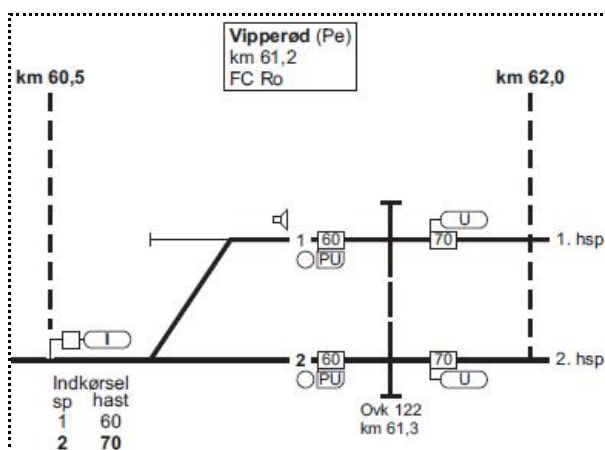 Vipperød (Pe)
km 61,2
FC Ro
km 60,5
km 62,0
U
1 60 70 1. hsp
PU
I
2 60 70 2. hsp
PU U
Indkørsel
sp hast
1 60
2 70
Ovk 122
km 61,3